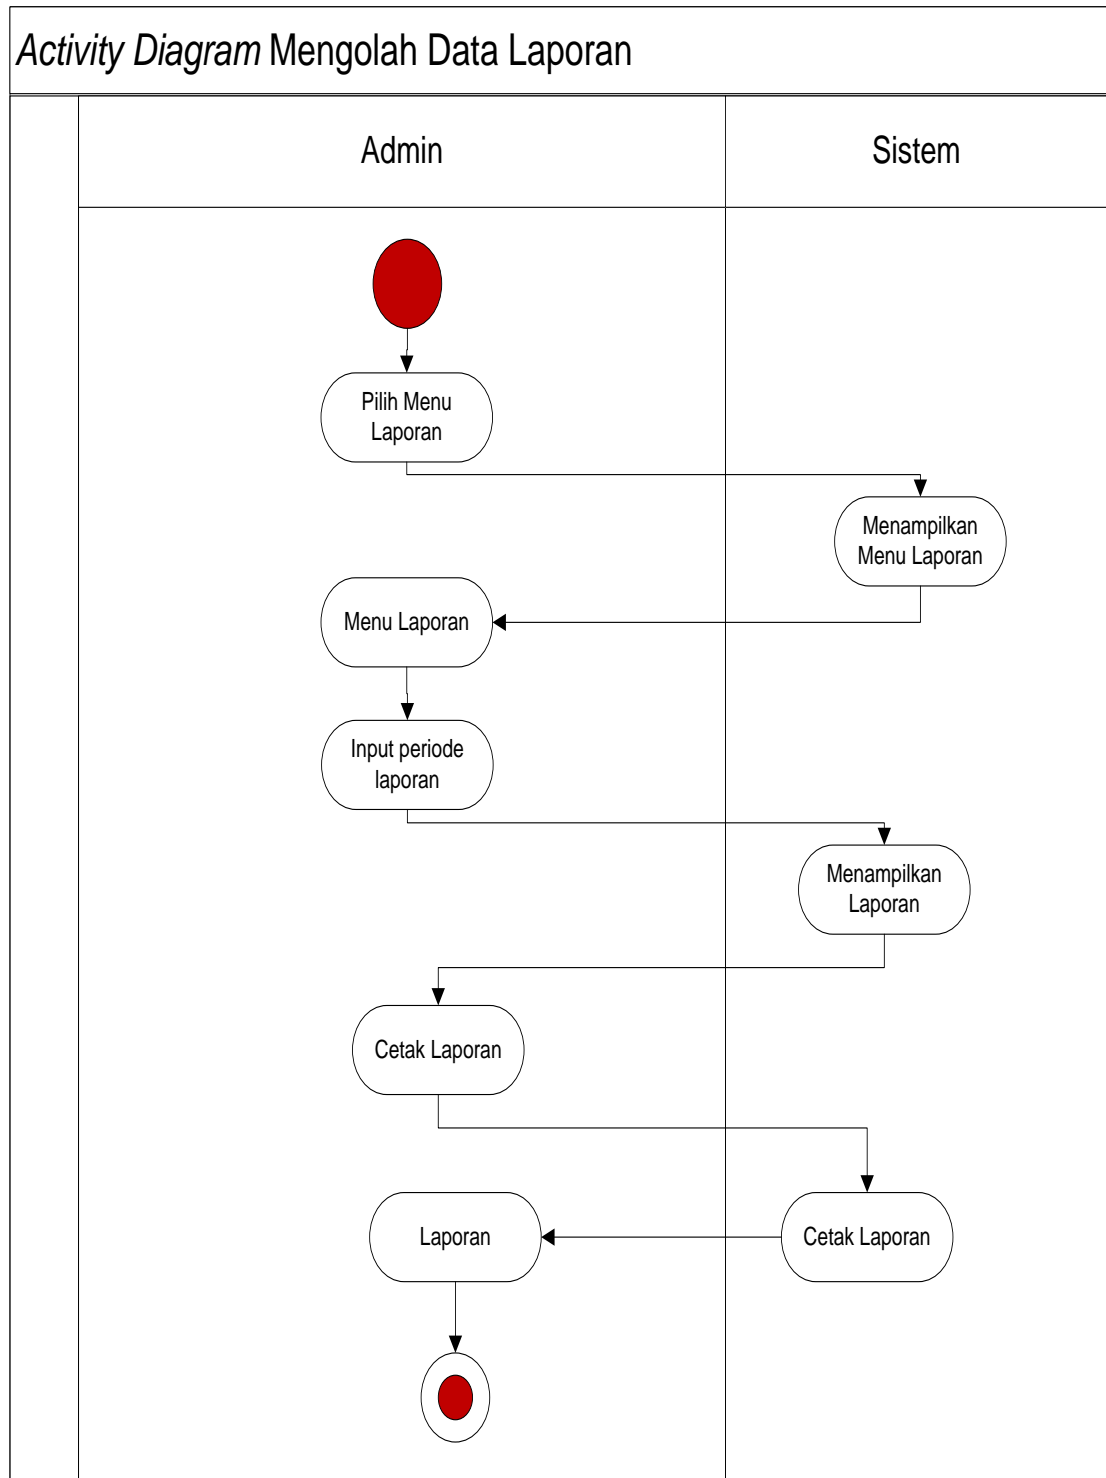 Activity Diagram Mengolah Data Laporan
Admin
Sistem
Pilih Menu
Laporan
Menampilkan
Menu Laporan
Menu Laporan
Input periode
laporan
Menampilkan
Laporan
Cetak Laporan
Laporan
Cetak Laporan